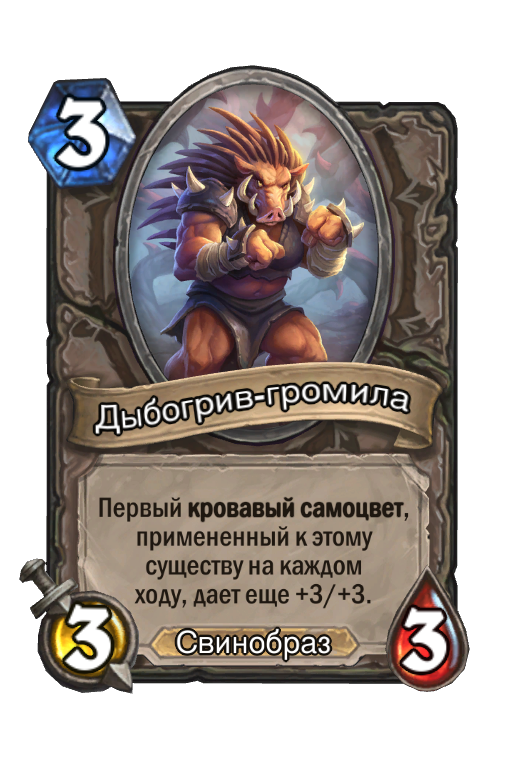 3
Дыбогрив-громила
Первый кровавый самоцвет,
примененный к этому
существу на каждом
ходу, дает еще +3/+3.
3
Свинобраз
3